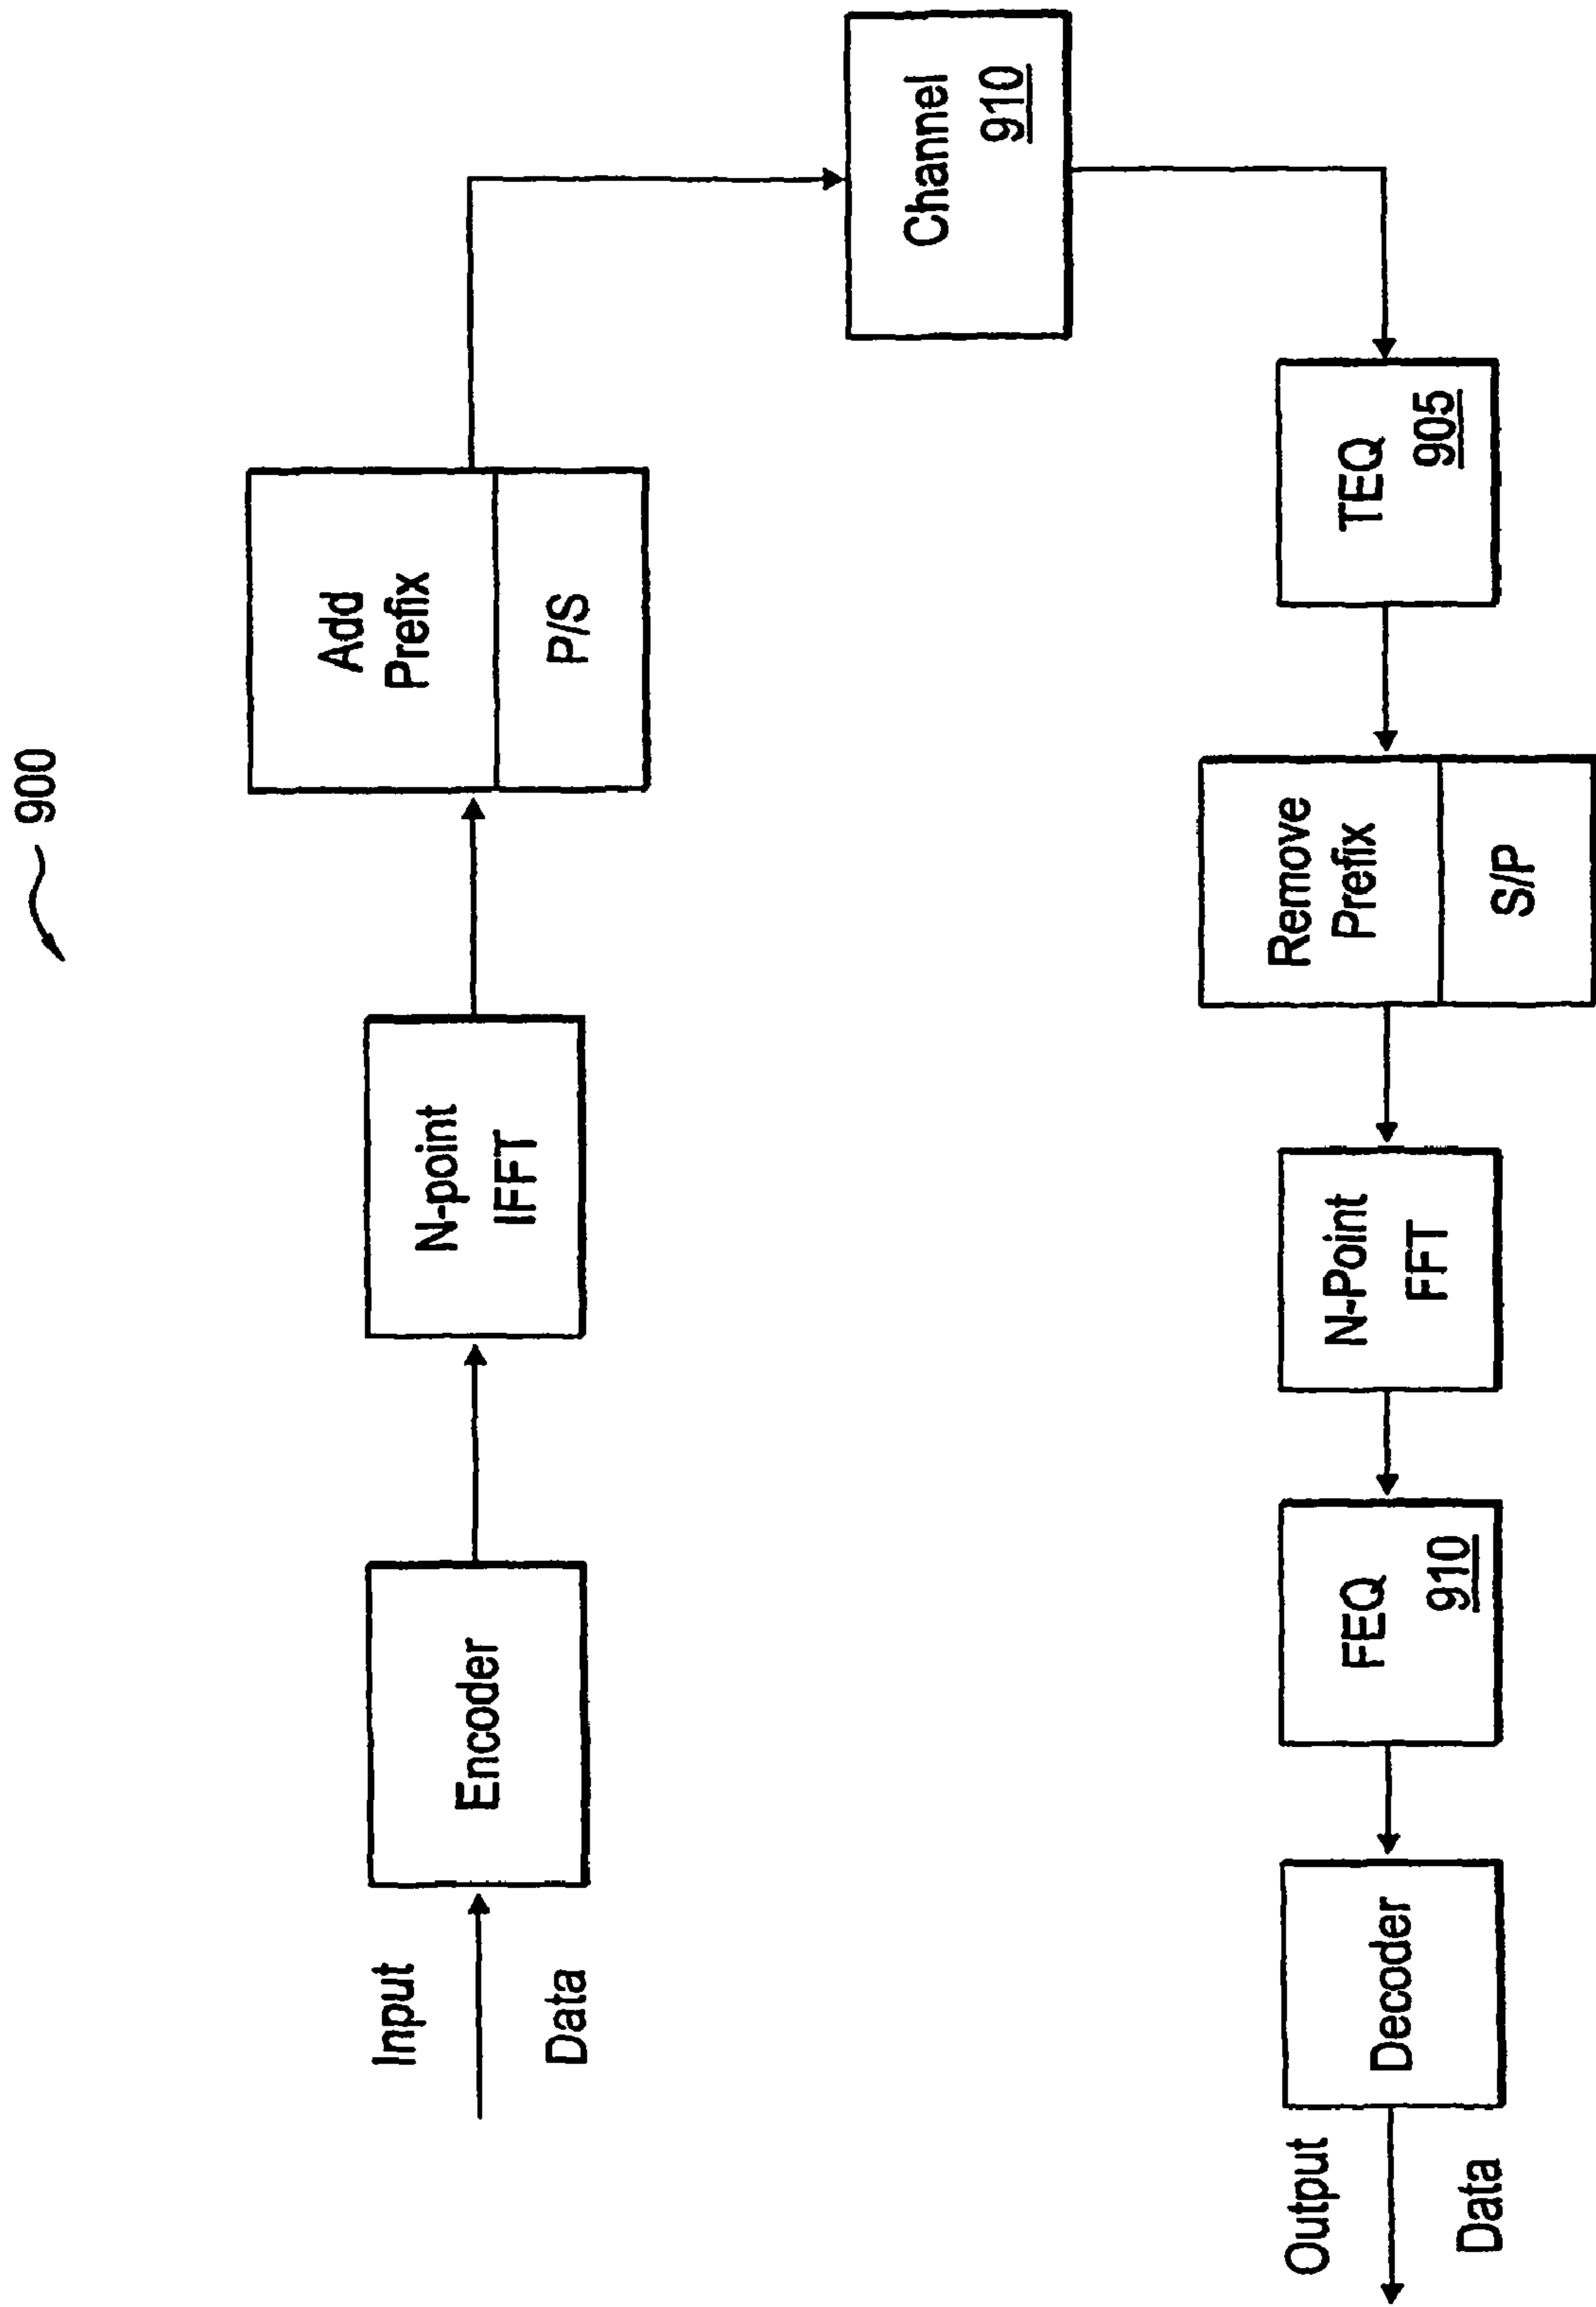 900
Input
Data
Encoder
N-point
IFFT
Add
Prefix
P/S
Channel
910
TEQ
905
Remove
Prefix
S/P
N-Point
FFT
FEQ
910
Decoder
Output
Data